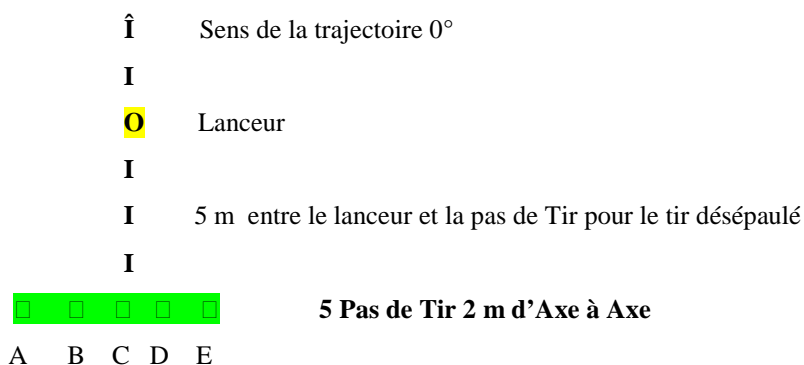 Î Sens de la trajectoire 0°
I
O Lanceur
I
I 5 m entre le lanceur et la pas de Tir pour le tir désépaulé
I
□ □ □ □ □ 5 Pas de Tir 2 m d’Axe à Axe
A B C D E